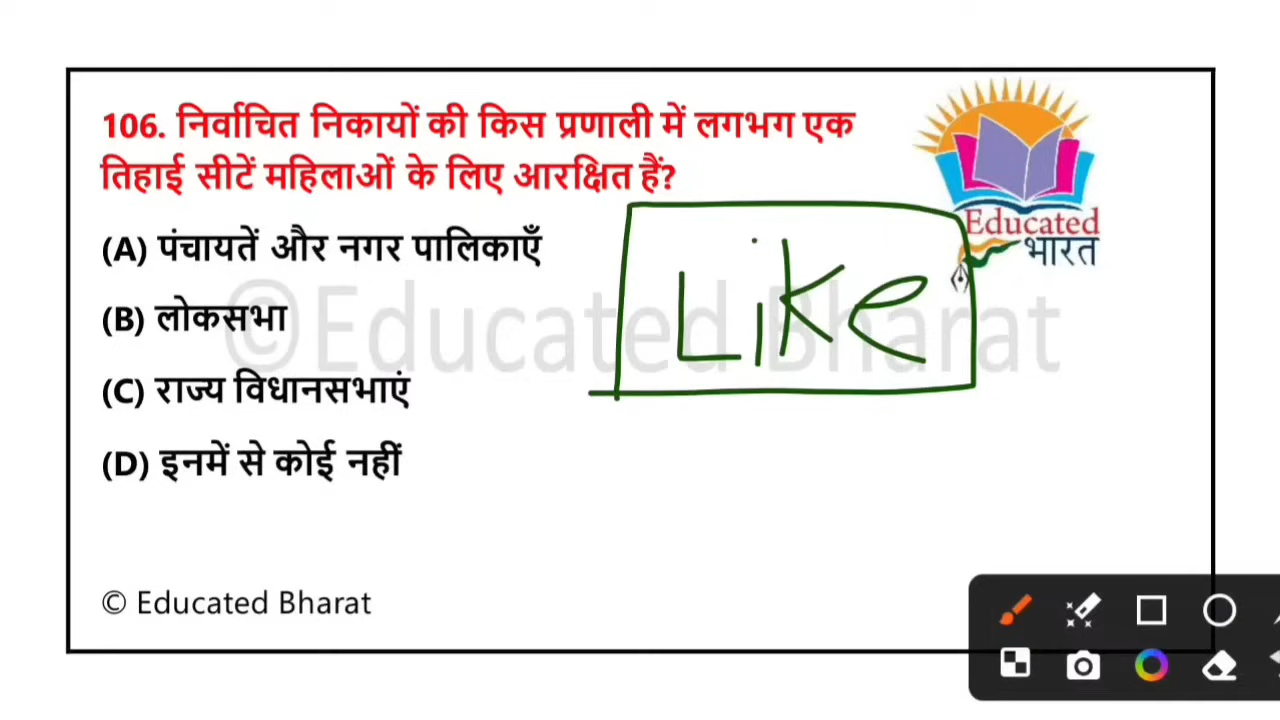 106. निर्वाचित निकायों की किस प्रणाली में लगभग एक
तिहाई सीटें महिलाओं के लिए आरक्षित हैं?
Educated
भारत
(A) पंचायतें और नगर पालिकाएँ
(B) लोकसभा
(C) राज्य विधानसभाएं
(D) इनमें से कोई नहीं
Like
©Educated Bharat
© Educated Bharat